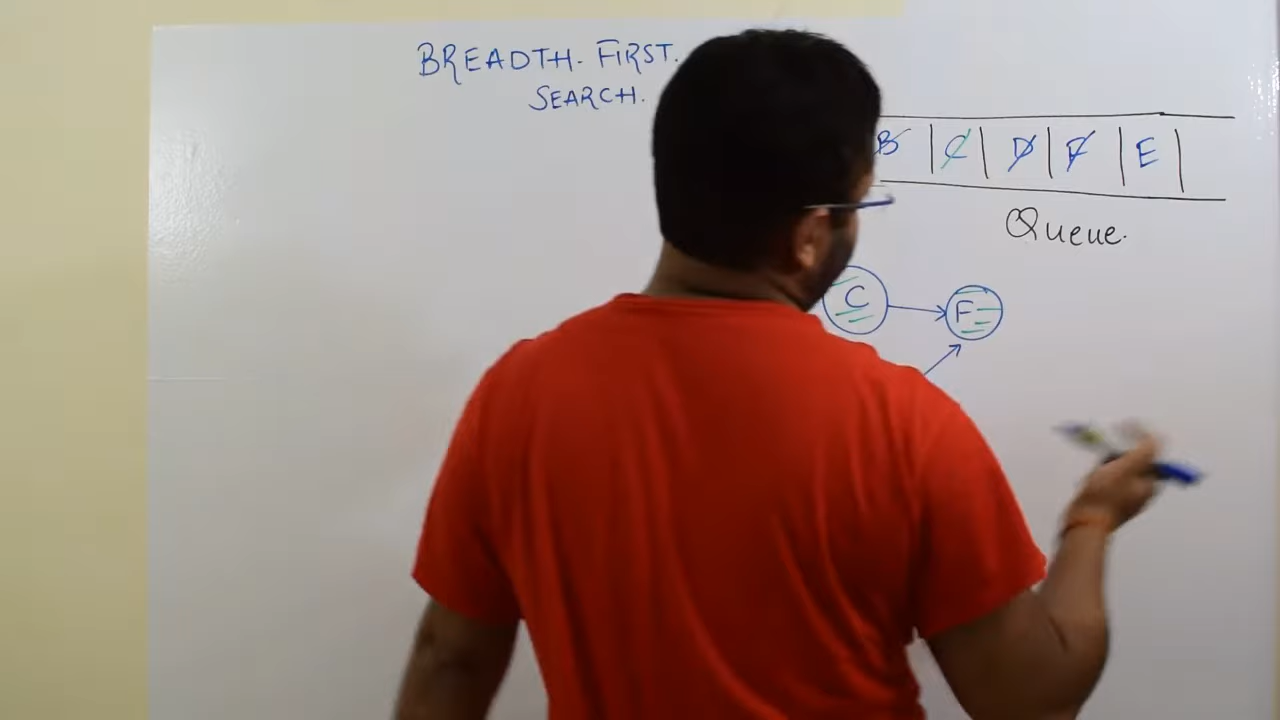 BREADTH. FIRST.
SEARCH.
B | C | D | F | E |
Queue.
C
F